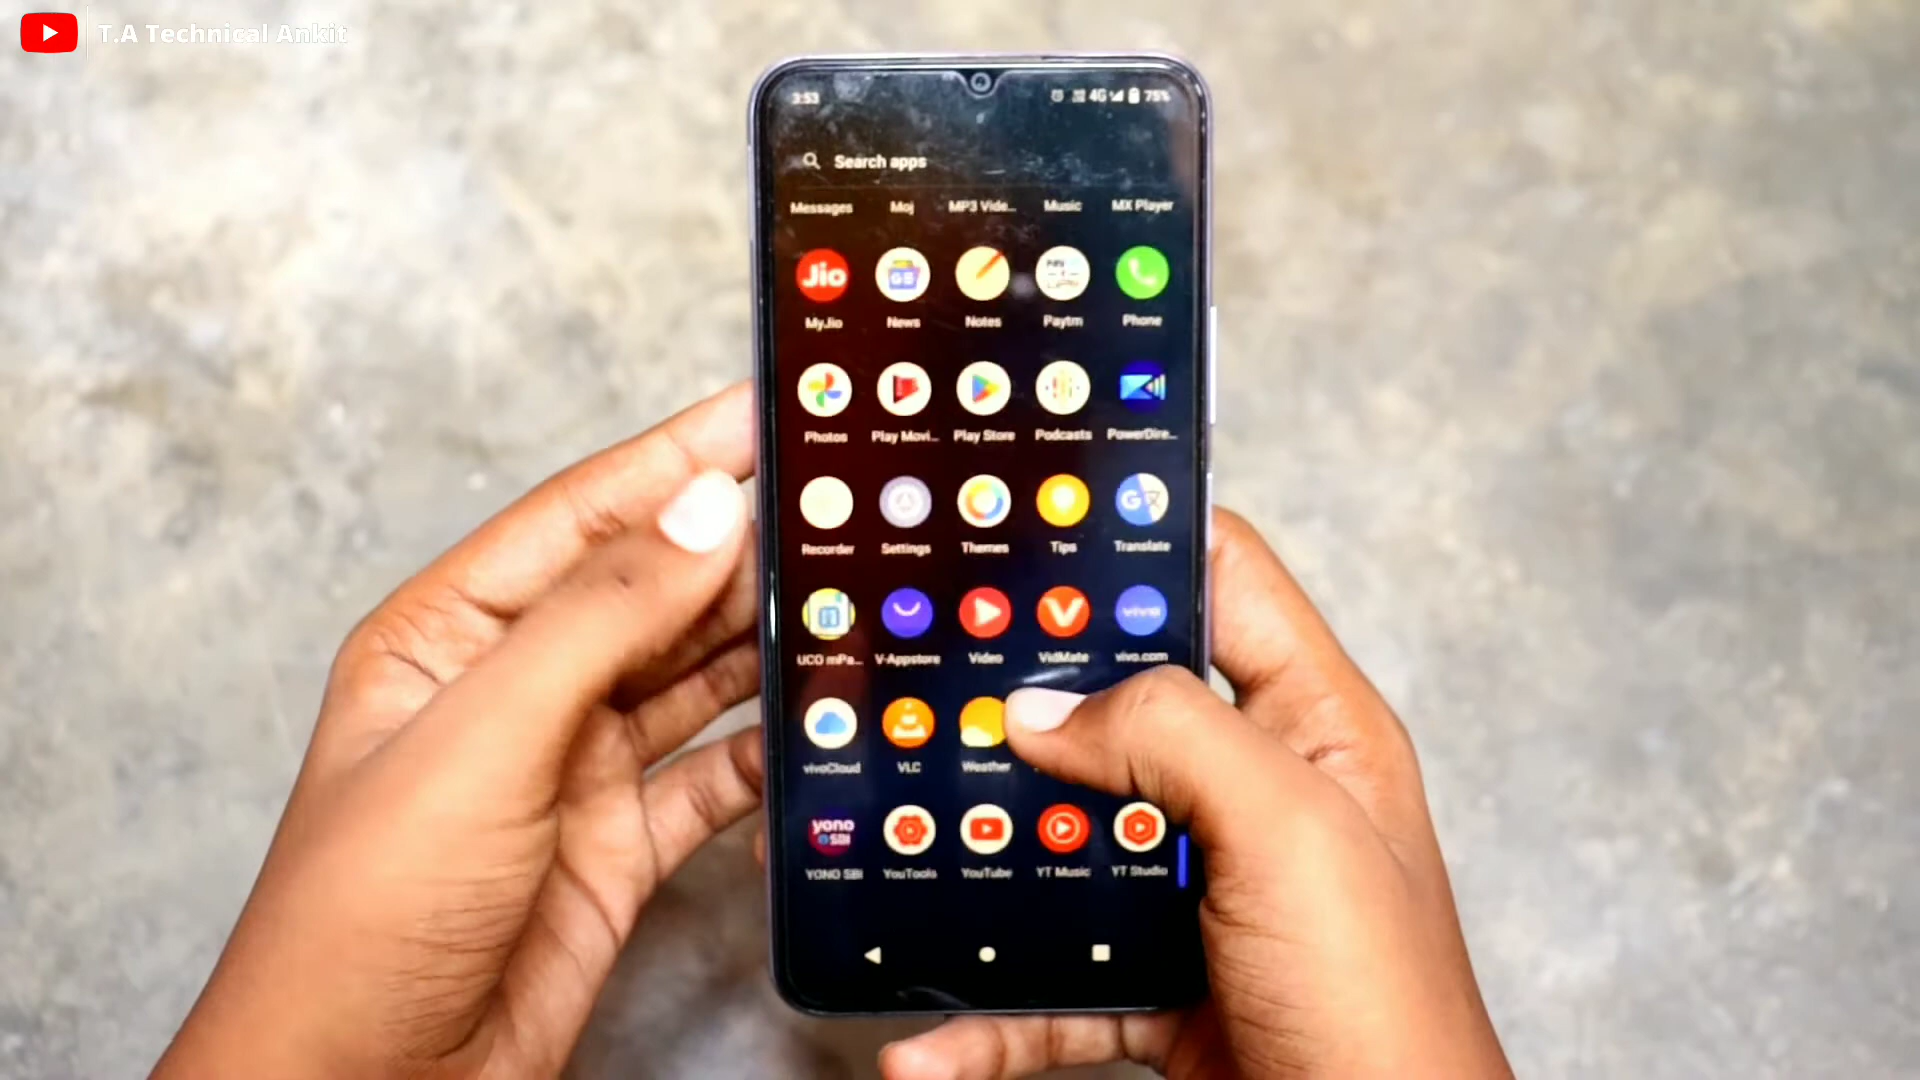 T.A Technical Ankit
3:53 4G 75%
Search apps
Messages Moj MP3 Vide... Music MX Player
Jio G PAY
MyJio News Notes Paytm Phone
Photos Play Movi... Play Store Podcasts PowerDire...
G
Recorder Settings Themes Tips Translate
vivo
UCO mPa... V-Appstore Video VidMate vivo.com
vivoCloud VLC Weather
yono
SBI
YONO SBI YouTools YouTube YT Music YT Studio